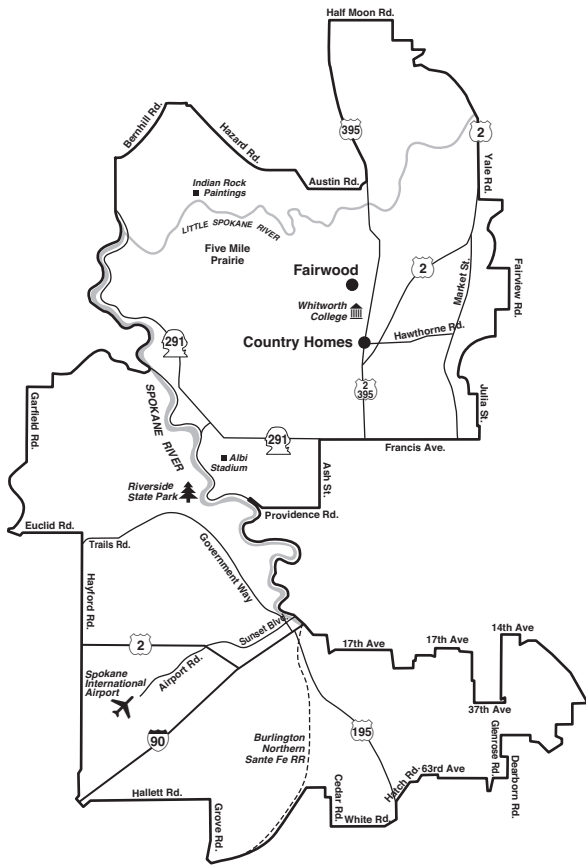 Half Moon Rd.
Bernhill Rd.
395
2
Hazard Rd.
Yale Rd.
Indian Rock
Paintings
Austin Rd.
LITTLE SPOKANE RIVER
Five Mile
Prairie
Fairwood
2
Market St.
Fairview Rd.
Whitworth
College
Hawthorne Rd.
Country Homes
291
2
395
Julia St.
Garfield Rd.
SPOKANE RIVER
291
Francis Ave.
Albi
Stadium
Ash St.
Riverside
State Park
Providence Rd.
Euclid Rd.
Trails Rd.
Government Way
Hayford Rd.
Sunset Blvd.
14th Ave
17th Ave
17th Ave
2
Spokane
International
Airport
Airport Rd.
37th Ave
90
Burlington
Northern
Sante Fe RR
195
Glenrose Rd.
Dearborn Rd.
63rd Ave
Hatch Rd.
Hallett Rd.
Cedar Rd.
White Rd.
Grove Rd.